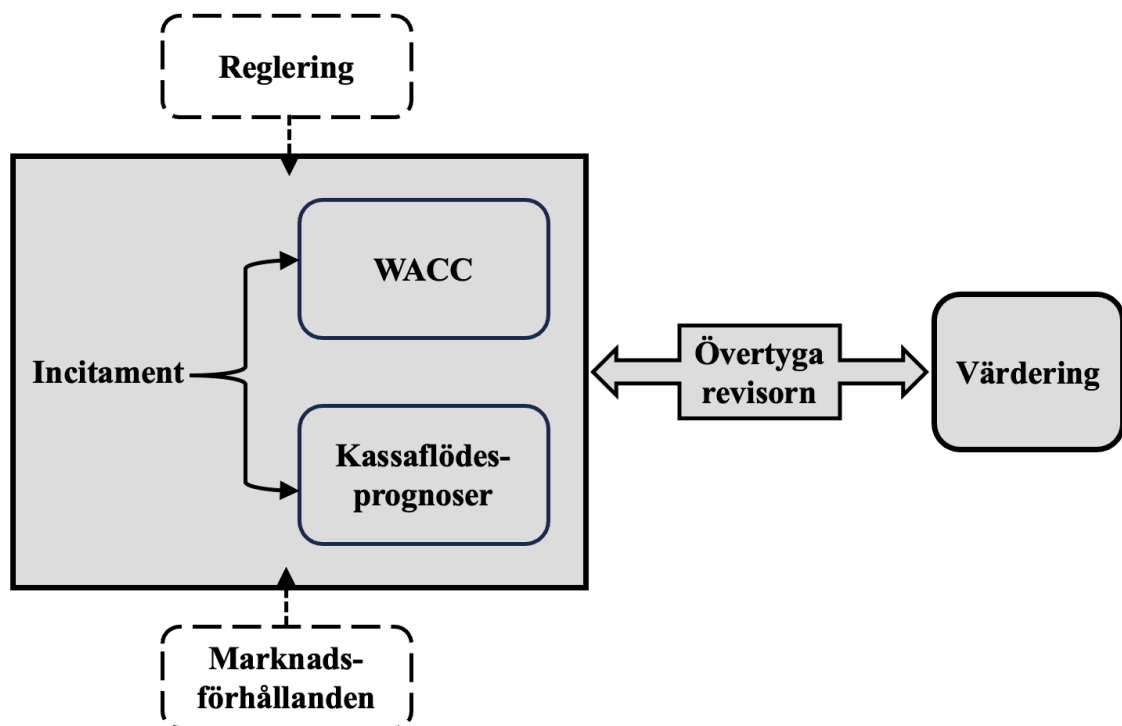 Reglering
WACC
Incitament
Kassaflödes-
prognoser
Övertyga
revisorn
Värdering
Marknads-
förhållanden